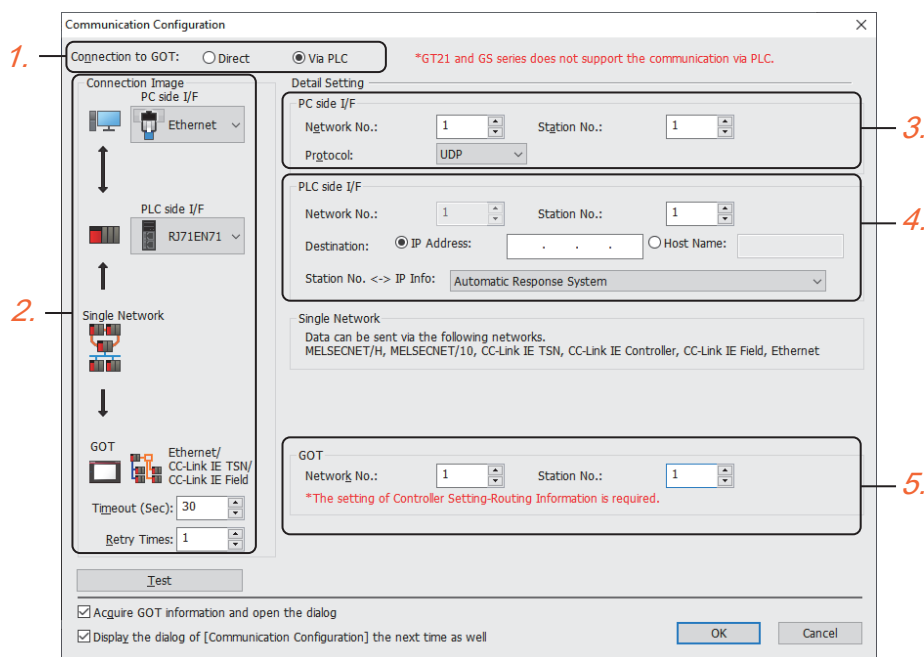 Communication Configuration
1.
Connection to GOT: Direct Via PLC *GT21 and GS series does not support the communication via PLC.
2.
Connection Image
PC side I/F
Ethernet
PLC side I/F
RJ71EN71
Single Network
GOT
Ethernet/
CC-Link IE TSN/
CC-Link IE Field
Timeout (Sec): 30
Retry Times: 1
Detail Setting
PC side I/F
Network No.: 1 Station No.: 1
Protocol: UDP
3.
PLC side I/F
Network No.: 1 Station No.: 1
Destination: IP Address: . . . Host Name:
Station No. <-> IP Info: Automatic Response System
4.
Single Network
Data can be sent via the following networks.
MELSECNET/H, MELSECNET/10, CC-Link IE TSN, CC-Link IE Controller, CC-Link IE Field, Ethernet
GOT
Network No.: 1 Station No.: 1
*The setting of Controller Setting-Routing Information is required.
5.
Test
Acquire GOT information and open the dialog
Display the dialog of [Communication Configuration] the next time as well
OK Cancel